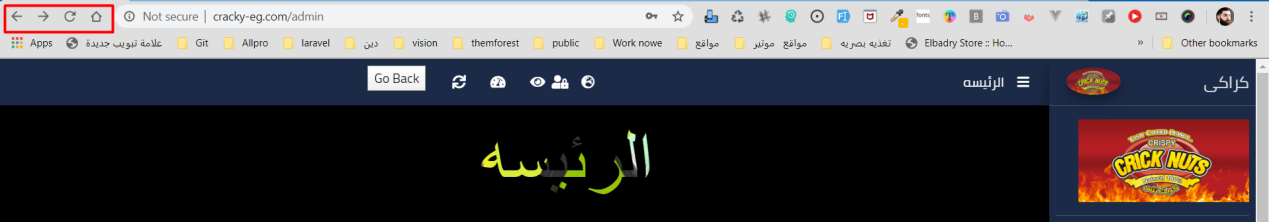 Not secure | cracky-eg.com/admin
Apps علامة تبويب جديدة Git Allpro laravel دين vision themforest public Work nowe مواقع مواقع موتير تغذيه بصريه Elbadry Store :: Ho... » Other bookmarks
Go Back الرئيسه كراكى
الرئيسه
CRISPY
CRICK NUTS